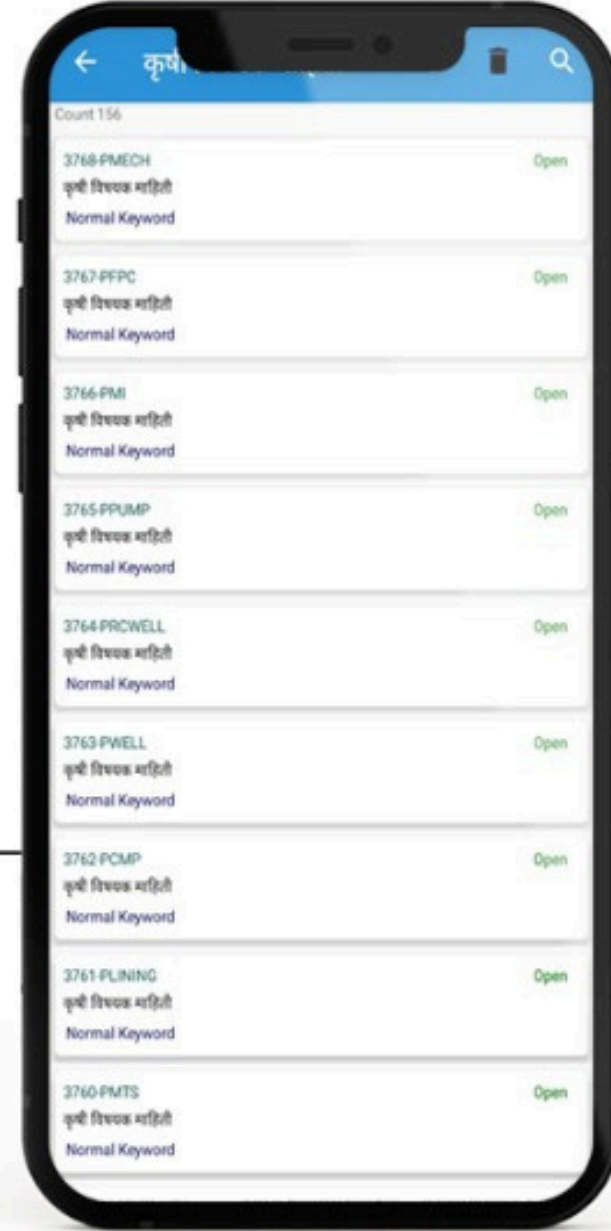 कृषी
Count 156
3768-PMECH
Open
कृषी विषयक माहिती
Normal Keyword
3767-PFPC
Open
कृषी विषयक माहिती
Normal Keyword
3766-PMI
Open
कृषी विषयक माहिती
Normal Keyword
3765-PPUMP
Open
कृषी विषयक माहिती
Normal Keyword
3764-PRCWELL
Open
कृषी विषयक माहिती
Normal Keyword
3763-PWELL
Open
कृषी विषयक माहिती
Normal Keyword
3762-PCMP
Open
कृषी विषयक माहिती
Normal Keyword
3761-PLINING
Open
कृषी विषयक माहिती
Normal Keyword
3760-PMTS
Open
कृषी विषयक माहिती
Normal Keyword